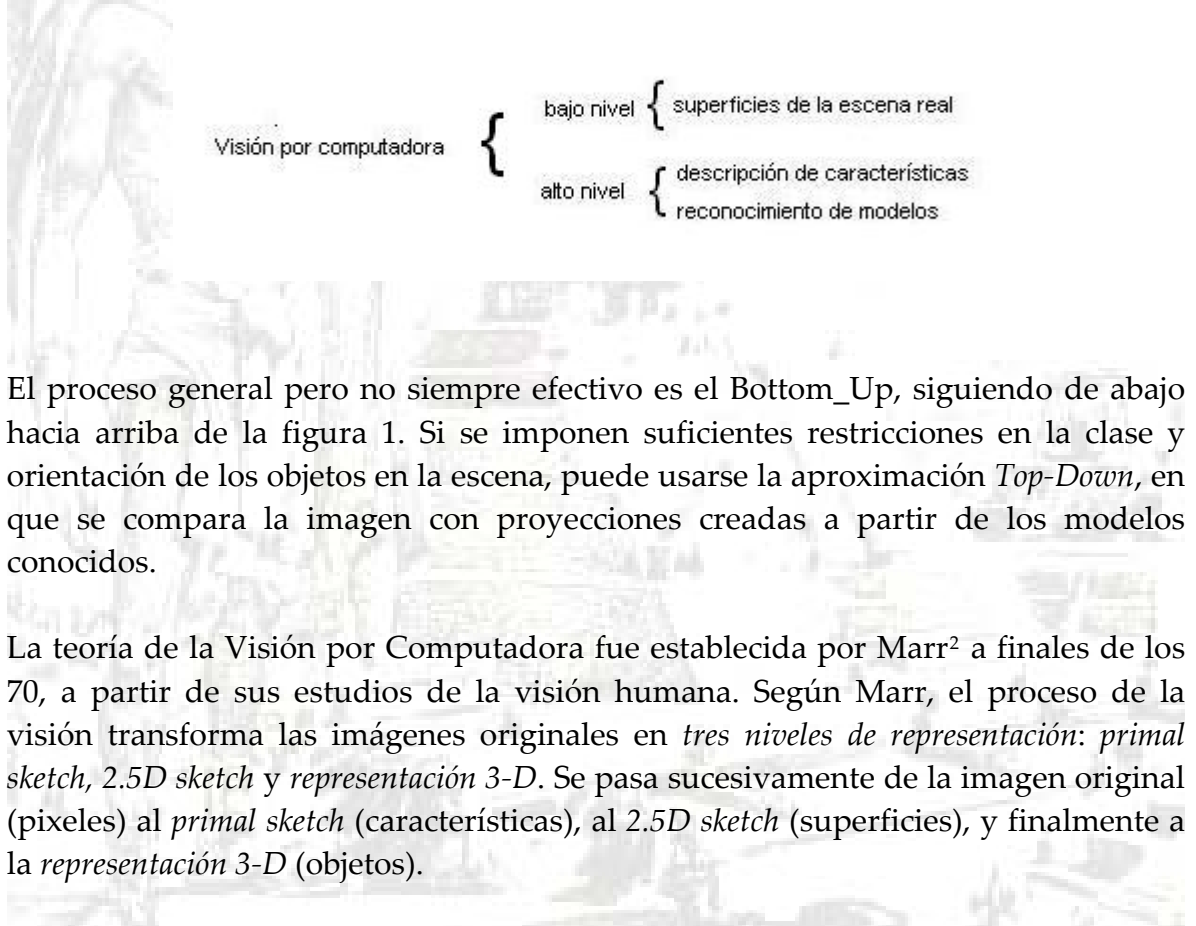 bajo nivel { superficies de la escena real
Visión por computadora {
alto nivel { descripción de características
reconocimiento de modelos
El proceso general pero no siempre efectivo es el Bottom_Up, siguiendo de abajo
hacia arriba de la figura 1. Si se imponen suficientes restricciones en la clase y
orientación de los objetos en la escena, puede usarse la aproximación Top-Down, en
que se compara la imagen con proyecciones creadas a partir de los modelos
conocidos.
La teoría de la Visión por Computadora fue establecida por Marr² a finales de los
70, a partir de sus estudios de la visión humana. Según Marr, el proceso de la
visión transforma las imágenes originales en tres niveles de representación: primal
sketch, 2.5D sketch y representación 3-D. Se pasa sucesivamente de la imagen original
(pixeles) al primal sketch (características), al 2.5D sketch (superficies), y finalmente a
la representación 3-D (objetos).